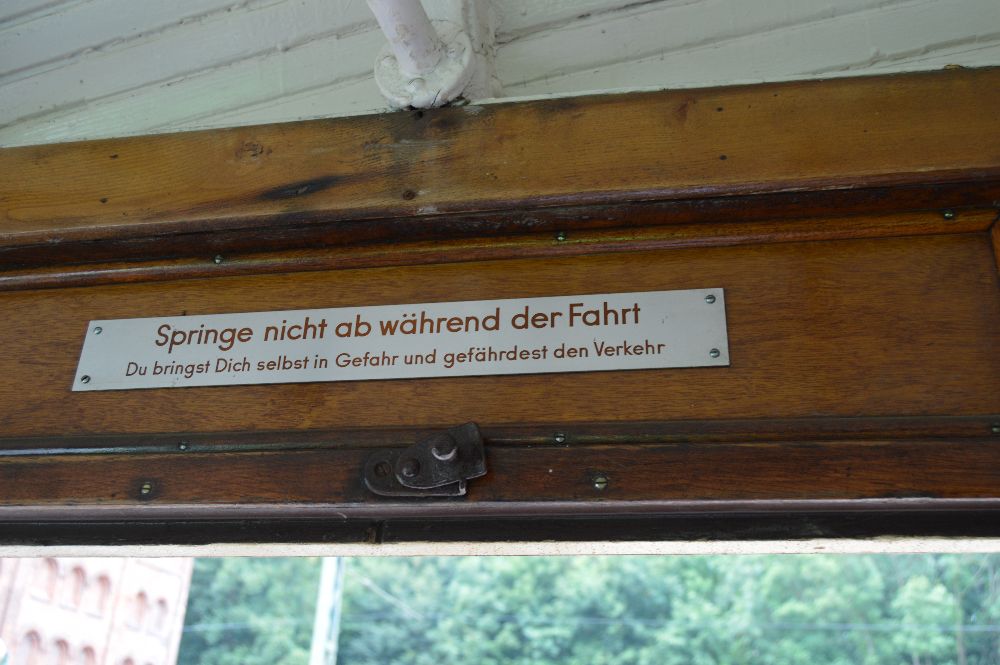 Springe nicht ab während der Fahrt
Du bringst Dich selbst in Gefahr und gefährdest den Verkehr